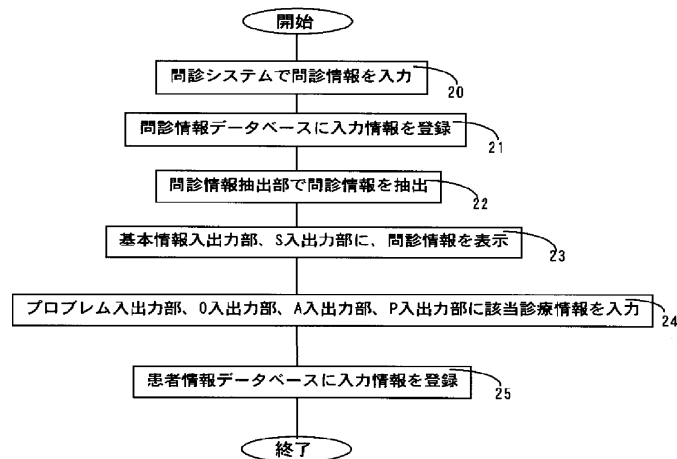 開始
問診システムで問診情報を入力
20
問診情報データベースに入力情報を登録
21
問診情報抽出部で問診情報を抽出
22
基本情報入出力部、S入出力部に、問診情報を表示
23
プロブレム入出力部、O入出力部、A入出力部、P入出力部に該当診療情報を入力
24
患者情報データベースに入力情報を登録
25
終了